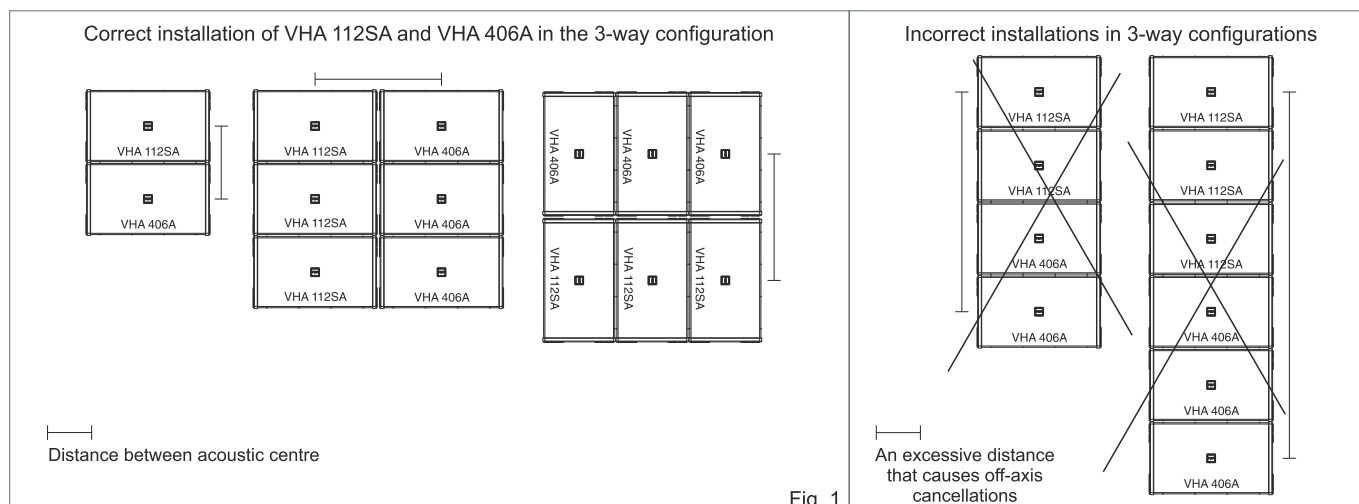 Correct installation of VHA 112SA and VHA 406A in the 3-way configuration
VHA 112SA
VHA 406A
VHA 112SA
VHA 406A
VHA 112SA
VHA 406A
VHA 112SA
VHA 406A
VHA 406A
VHA 406A
VHA 406A
VHA 112SA
VHA 112SA
VHA 112SA
Distance between acoustic centre
Fig. 1
Incorrect installations in 3-way configurations
VHA 112SA
VHA 112SA
VHA 406A
VHA 406A
VHA 112SA
VHA 112SA
VHA 112SA
VHA 406A
VHA 406A
VHA 406A
An excessive distance
that causes off-axis
cancellations